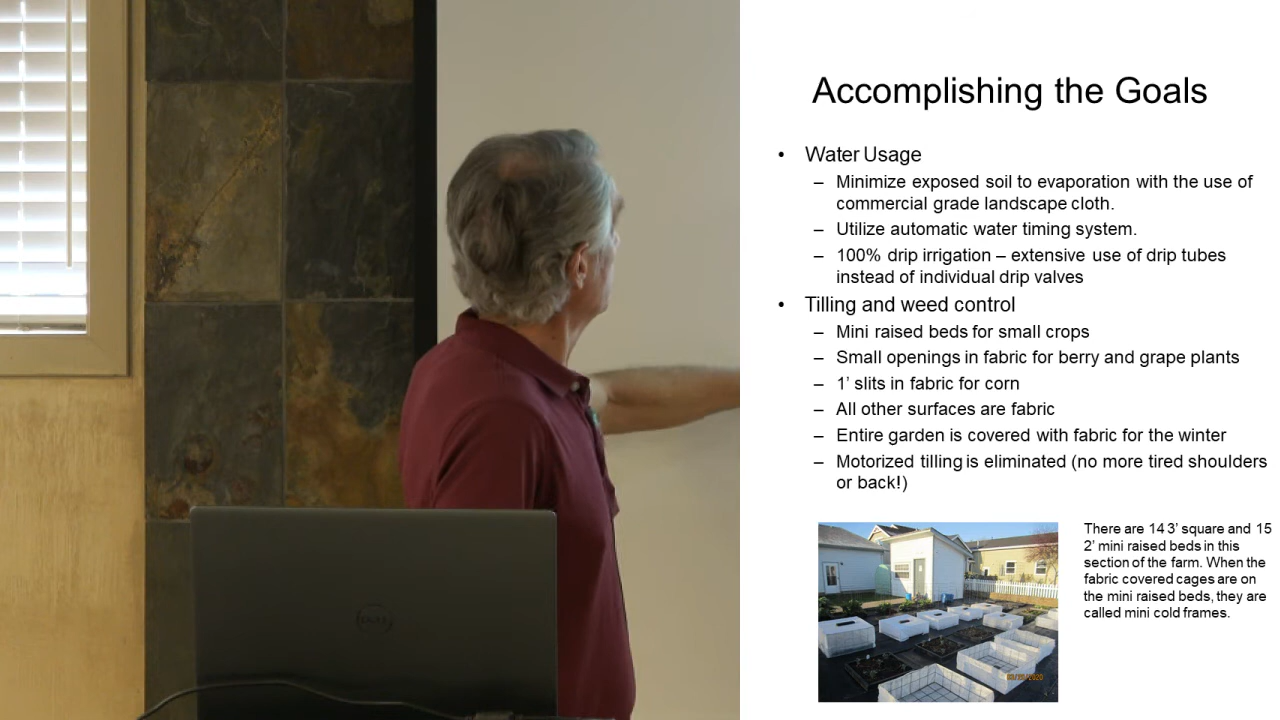 Accomplishing the Goals
• Water Usage
– Minimize exposed soil to evaporation with the use of
commercial grade landscape cloth.
– Utilize automatic water timing system.
– 100% drip irrigation – extensive use of drip tubes
instead of individual drip valves
• Tilling and weed control
– Mini raised beds for small crops
– Small openings in fabric for berry and grape plants
– 1’ slits in fabric for corn
– All other surfaces are fabric
– Entire garden is covered with fabric for the winter
– Motorized tilling is eliminated (no more tired shoulders
or back!)
There are 14 3’ square and 15
2’ mini raised beds in this
section of the farm. When the
fabric covered cages are on
the mini raised beds, they are
called mini cold frames.
DELL